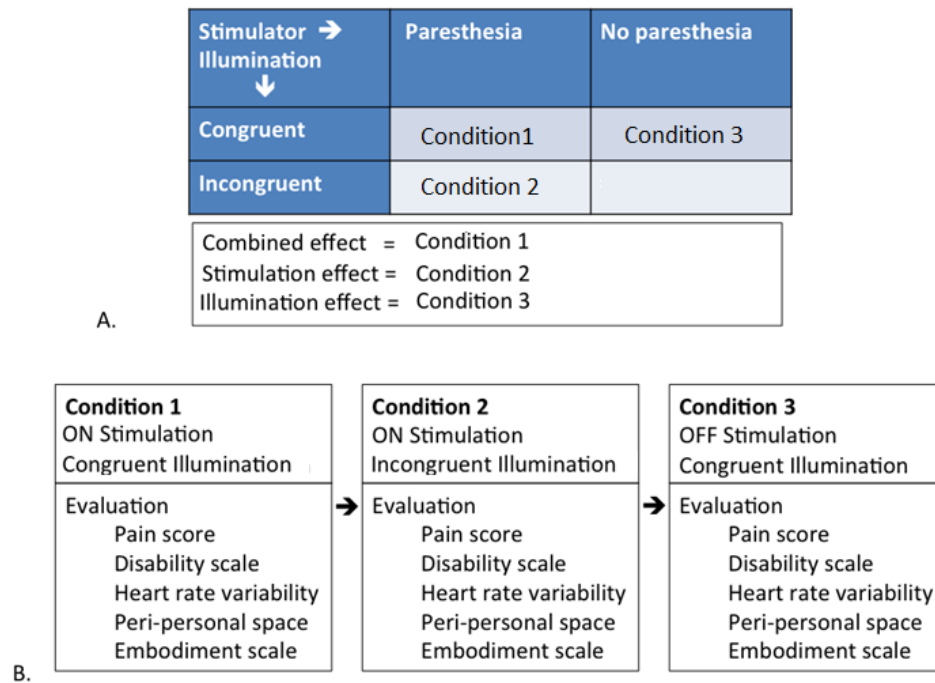 Stimulator ➔ Paresthesia No paresthesia
Illumination
🡻
Congruent Condition1 Condition 3
Incongruent Condition 2
Combined effect = Condition 1
Stimulation effect = Condition 2
Illumination effect = Condition 3
A.
Condition 1
ON Stimulation
Congruent Illumination
Evaluation
Pain score
Disability scale
Heart rate variability
Peri-personal space
Embodiment scale
➔
Condition 2
ON Stimulation
Incongruent Illumination
Evaluation
Pain score
Disability scale
Heart rate variability
Peri-personal space
Embodiment scale
➔
Condition 3
OFF Stimulation
Congruent Illumination
Evaluation
Pain score
Disability scale
Heart rate variability
Peri-personal space
Embodiment scale
B.